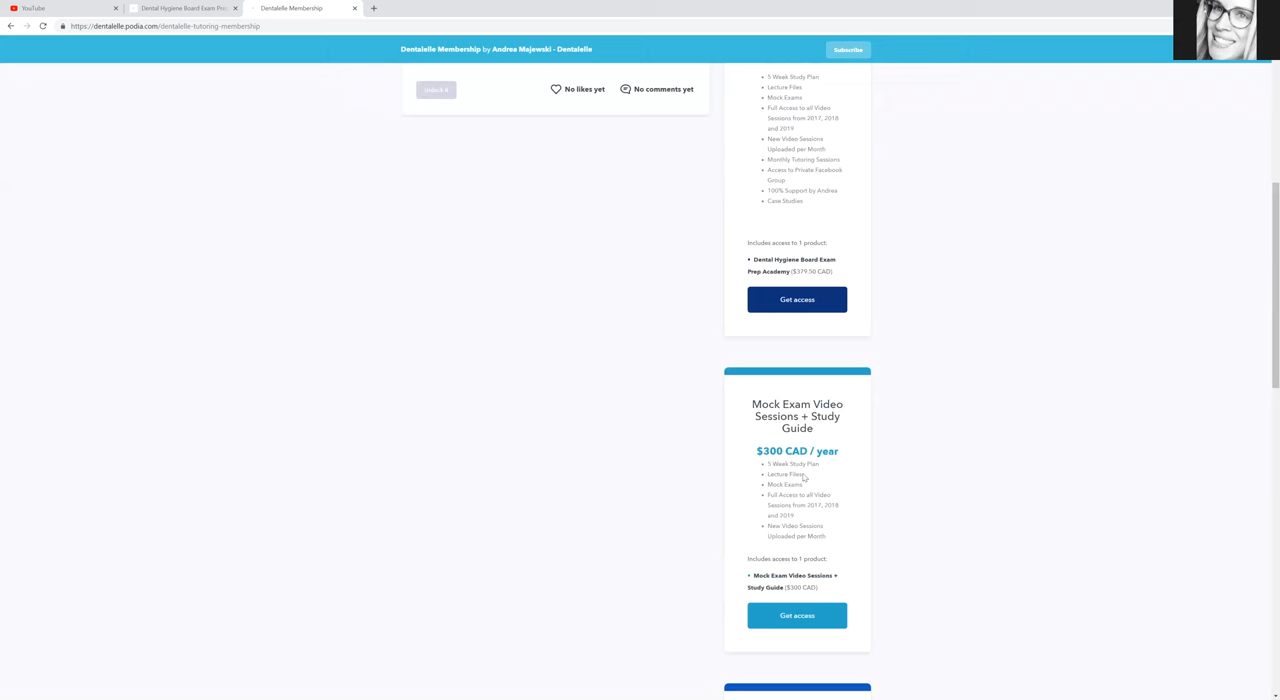 YouTube
Dental Hygiene Board Exam Pre
Dentalelle Membership
https://dentalelle.podia.com/dentalelle-tutoring-membership
Dentalelle Membership by Andrea Majewski - Dentalelle
Subscribe
Unlock it
No likes yet
No comments yet
5 Week Study Plan
Lecture Files
Mock Exams
Full Access to all Video
Sessions from 2017, 2018
and 2019
New Video Sessions
Uploaded per Month
Monthly Tutoring Sessions
Access to Private Facebook
Group
100% Support by Andrea
Case Studies
Includes access to 1 product:
Dental Hygiene Board Exam
Prep Academy ($379.50 CAD)
Get access
Mock Exam Video
Sessions + Study
Guide
$300 CAD / year
5 Week Study Plan
Lecture Files
Mock Exams
Full Access to all Video
Sessions from 2017, 2018
and 2019
New Video Sessions
Uploaded per Month
Includes access to 1 product:
Mock Exam Video Sessions +
Study Guide ($300 CAD)
Get access